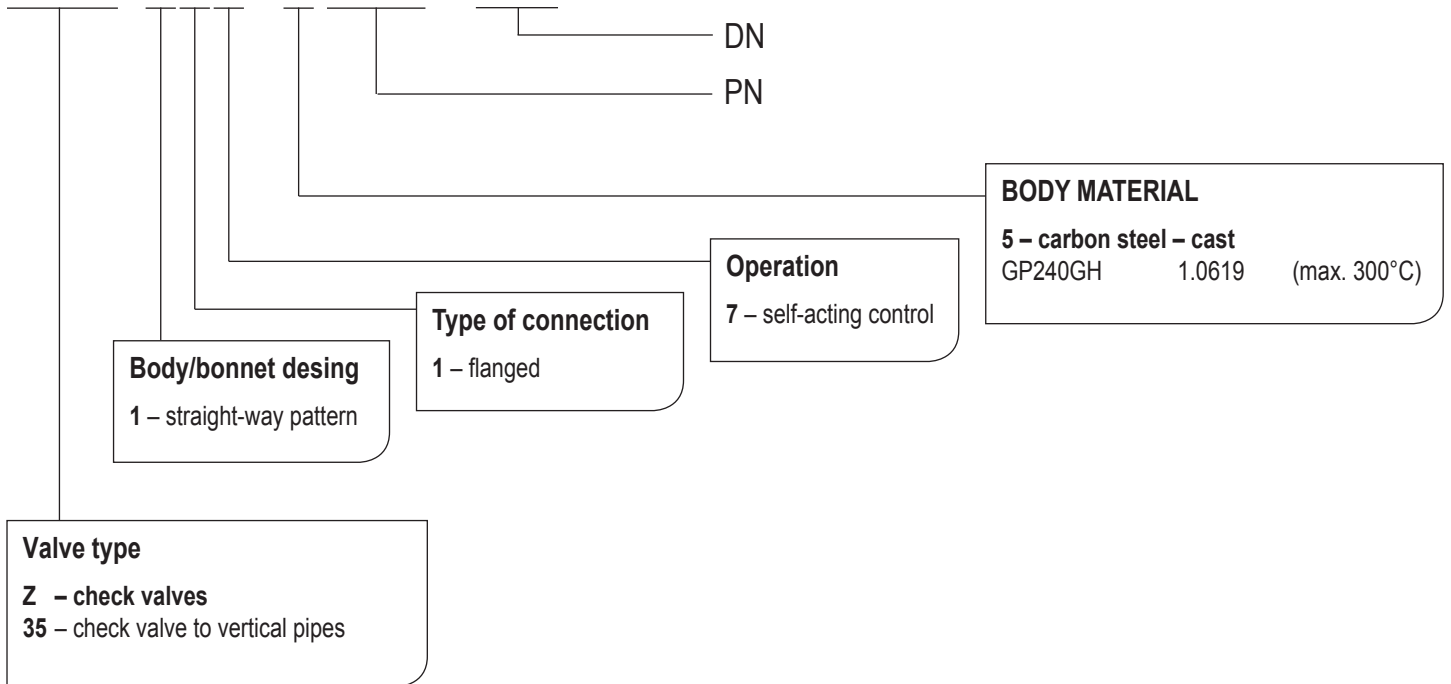 DN
PN
BODY MATERIAL
5 – carbon steel – cast
GP240GH 1.0619 (max. 300°C)
Operation
7 – self-acting control
Type of connection
1 – flanged
Body/bonnet desing
1 – straight-way pattern
Valve type
Z – check valves
35 – check valve to vertical pipes